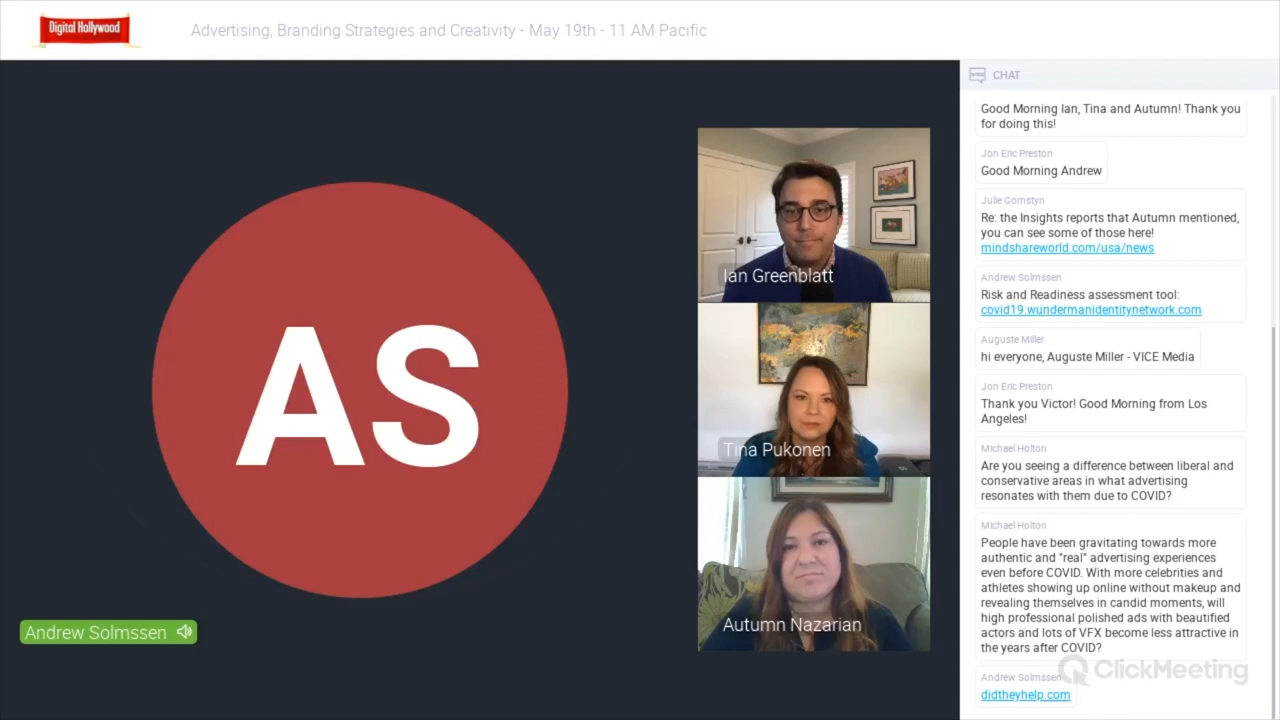 Digital Hollywood
Advertising, Branding Strategies and Creativity - May 19th - 11 AM Pacific
AS
Andrew Solmssen
Ian Greenblatt
Tina Pukonen
Autumn Nazarian
CHAT
Good Morning Ian, Tina and Autumn! Thank you
for doing this!
Jon Eric Preston
Good Morning Andrew
Julie Gomstyn
Re: the Insights reports that Autumn mentioned,
you can see some of those here!
mindshareworld.com/usa/news
Andrew Solmssen
Risk and Readiness assessment tool:
covid19.wundermanidentitynetwork.com
Auguste Miller
hi everyone, Auguste Miller - VICE Media
Jon Eric Preston
Thank you Victor! Good Morning from Los
Angeles!
Michael Holton
Are you seeing a difference between liberal and
conservative areas in what advertising
resonates with them due to COVID?
Michael Holton
People have been gravitating towards more
authentic and "real" advertising experiences
even before COVID. With more celebrities and
athletes showing up online without makeup and
revealing themselves in candid moments, will
high professional polished ads with beautified
actors and lots of VFX become less attractive in
the years after COVID?
Andrew Solmssen
didtheyhelp.com
ClickMeeting